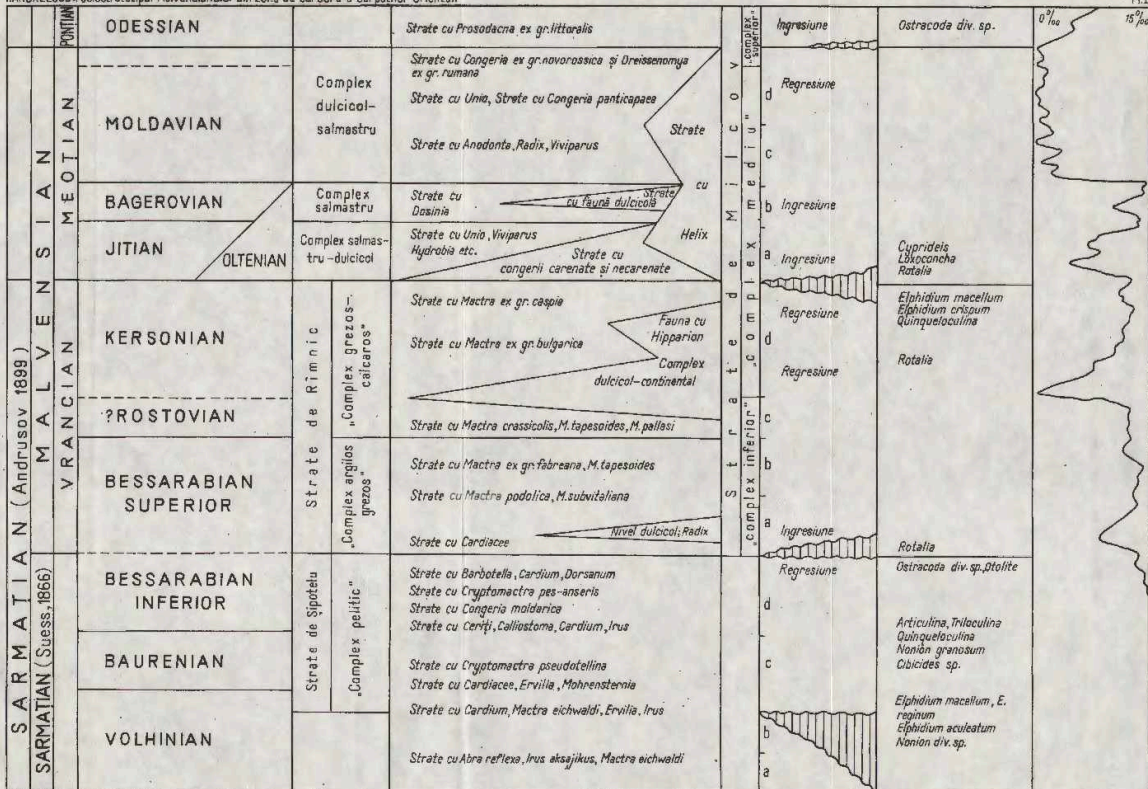 PONȚIAN
ODESSIAN
Strate cu Prosodacna ex gr. littoralis
"complex superior"
Ingresiune
Ostracoda div. sp.
0‰ 15‰
SARMAȚIAN (Andrusov 1899)
SARMAȚIAN (Suess, 1866)
MALVENSIAN
MEOȚIAN
MOLDAVIAN
Complex
dulcicol-
salmastru
Strate cu Congeria ex gr. novorossica și Dreissenomya
ex gr. rumana
Strate cu Unio, Strate cu Congeria panticapaea
Strate cu Anodonta, Radix, Viviparus
Strate
cu
Helix
Stratele de Milcov
"complex mediu"
d
Regresiune
c
BAGEROVIAN
Complex
salmastru
Strate cu
Dosinia
Strate
cu faună dulcicolă
b
Ingresiune
JITIAN
OLTENIAN
Complex salmas-
tru-dulcicol
Strate cu Unio, Viviparus
Hydrobia etc.
Strate cu
congerii carenate și necarenate
a
Ingresiune
Cyprideis
Loxoconcha
Rotalia
VRANCIAN
KERSONIAN
Strate de Rîmnic
„Complex grezos-
calcaros"
Strate cu Mactra ex gr. caspia
Strate cu Mactra ex gr. bulgarica
Fauna cu
Hipparion
Complex
dulcicol-continental
Regresiune
d
Regresiune
Elphidium macellum
Elphidium crispum
Quinqueloculina
Rotalia
?ROSTOVIAN
Strate cu Mactra crassicolis, M. tapesoides, M. pallasi
"complex inferior"
c
BESSARABIAN
SUPERIOR
„Complex argilos
grezos"
Strate cu Mactra ex gr. fabreana, M. tapesoides
Strate cu Mactra podolica, M. subvitaliana
Strate cu Cardiacee
Nivel dulcicol; Radix
b
a
Ingresiune
Rotalia
BESSARABIAN
INFERIOR
Strate de Șipotelu
„Complex pelitic"
Strate cu Barbotella, Cardium, Dorsanum
Strate cu Cryptomactra pes-anseris
Strate cu Congeria moldavica
Strate cu Ceriți, Calliostoma, Cardium, Irus
Regresiune
d
Ostracoda div. sp., Otolite
BAURENIAN
Strate cu Cryptomactra pseudotellina
Strate cu Cardiacee, Ervilia, Mohrensternia
c
Articulina, Triloculina
Quinqueloculina
Nonion granosum
Cibicides sp.
VOLHINIAN
Strate cu Cardium, Mactra eichwaldi, Ervilia, Irus
Strate cu Abra reflexa, Irus aksajikus, Mactra eichwaldi
b
a
Elphidium macellum, E.
reginum
Elphidium aculeatum
Nonion div. sp.